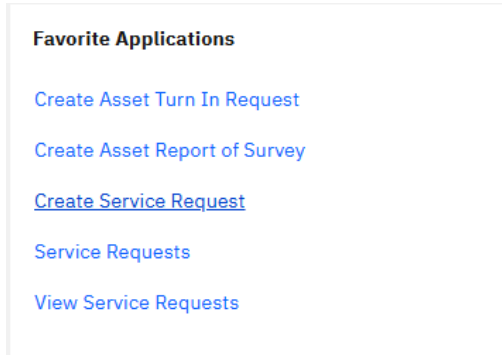 Favorite Applications
Create Asset Turn In Request
Create Asset Report of Survey
Create Service Request
Service Requests
View Service Requests